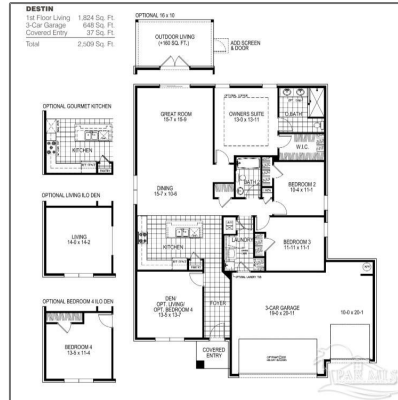 DESTIN
1st Floor Living 1,824 Sq. Ft.
3-Car Garage 648 Sq. Ft.
Covered Entry 37 Sq. Ft.
Total 2,509 Sq. Ft.
OPTIONAL 16 x 10
OUTDOOR LIVING
(+160 SQ. FT.)
ADD SCREEN
& DOOR
OPTIONAL GOURMET KITCHEN
KITCHEN
GREAT ROOM
15-7 x 15-9
OWNERS SUITE
13-0 x 13-11
O.BATH
W.I.C.
DINING
15-7 x 10-6
BATH
BEDROOM 2
10-4 x 11-1
OPTIONAL LIVING ILO DEN
LIVING
14-0 x 14-2
KITCHEN
LAUNDRY
BEDROOM 3
11-11 x 11-1
OPTIONAL BEDROOM 4 ILO DEN
BEDROOM 4
13-5 x 11-4
DEN/
OPT. LIVING/
OPT. BEDROOM 4
13-5 x 13-7
FOYER
3-CAR GARAGE
19-0 x 20-11
10-0 x 20-1
COVERED
ENTRY